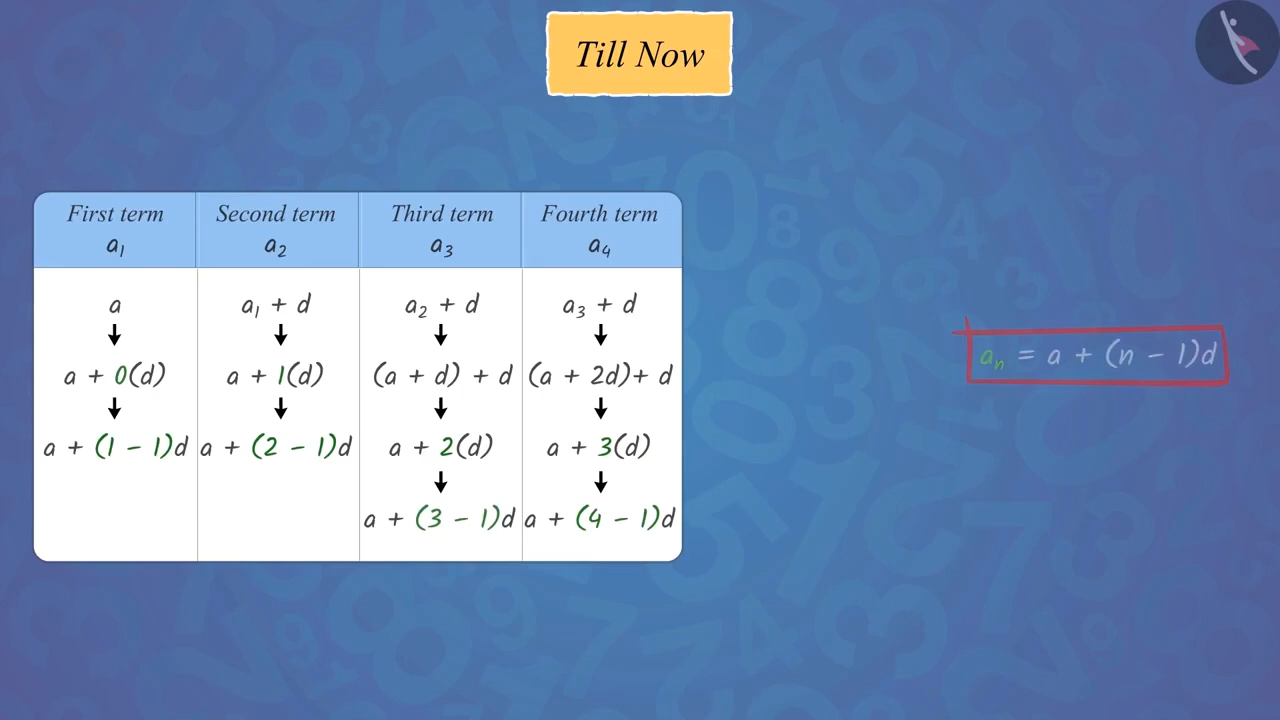 Till Now
First term Second term Third term Fourth term
a₁ a₂ a₃ a₄
a a₁ + d a₂ + d a₃ + d
a + 0(d) a + 1(d) (a + d) + d (a + 2d)+ d
a + (1 − 1)d a + (2 − 1)d a + 2(d) a + 3(d)
a + (3 − 1)d a + (4 − 1)d
aₙ = a + (n − 1)d